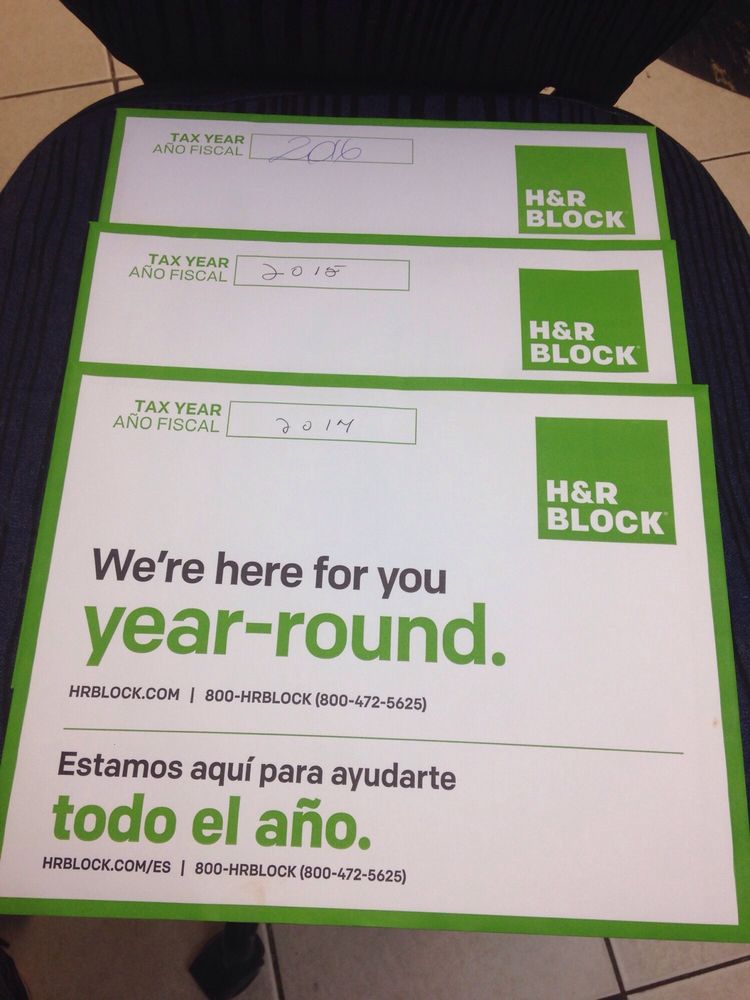 TAX YEAR
AÑO FISCAL
2016
H&R
BLOCK
TAX YEAR
AÑO FISCAL
2015
H&R
BLOCK
TAX YEAR
AÑO FISCAL
2014
H&R
BLOCK
We're here for you
year-round.
HRBLOCK.COM | 800-HRBLOCK (800-472-5625)
Estamos aquí para ayudarte
todo el año.
HRBLOCK.COM/ES | 800-HRBLOCK (800-472-5625)